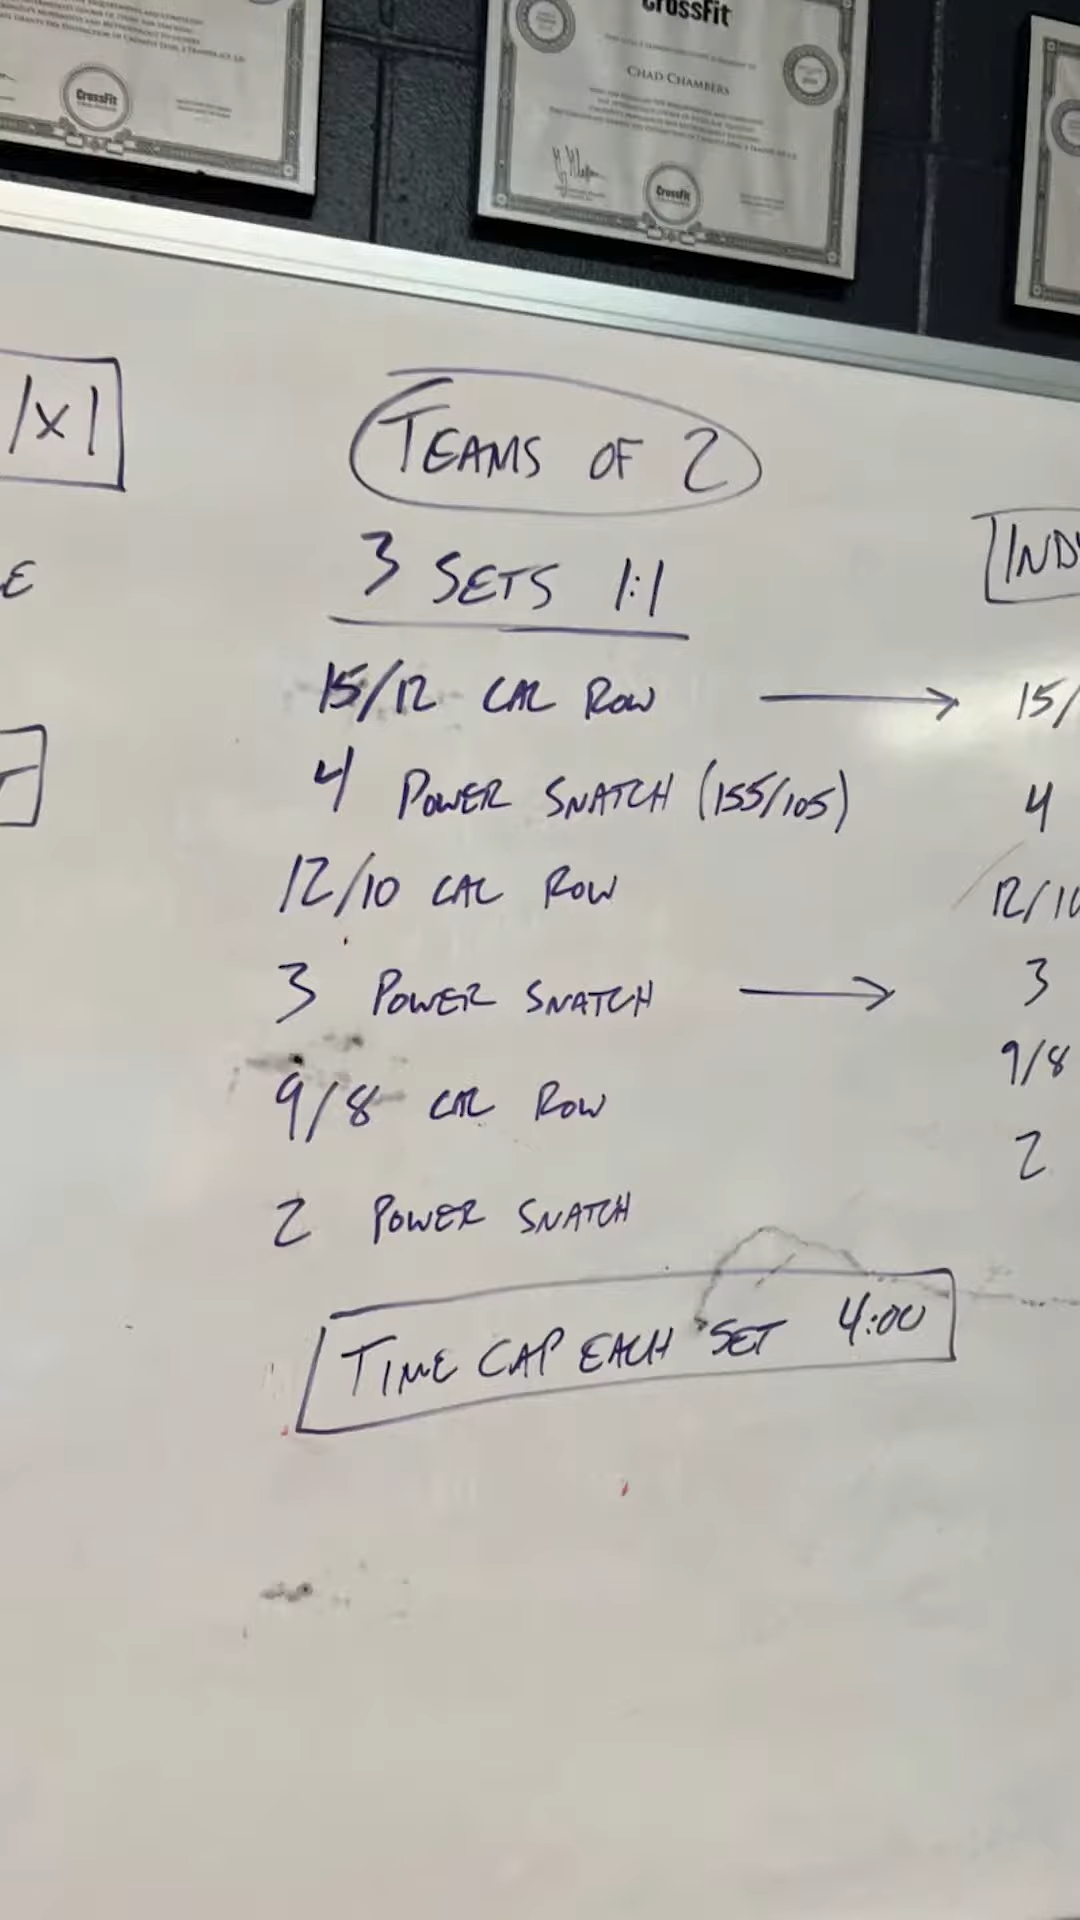 CrossFit
CrossFit
CHAD CHAMBERS
CrossFit
1X1
TEAMS OF 2
3 SETS 1:1
15/12 CAL ROW
4 POWER SNATCH (155/105)
12/10 CAL ROW
3 POWER SNATCH
9/8 CAL ROW
2 POWER SNATCH
TIME CAP EACH SET 4:00
E
IND
15/
4
12/10
3
9/8
2